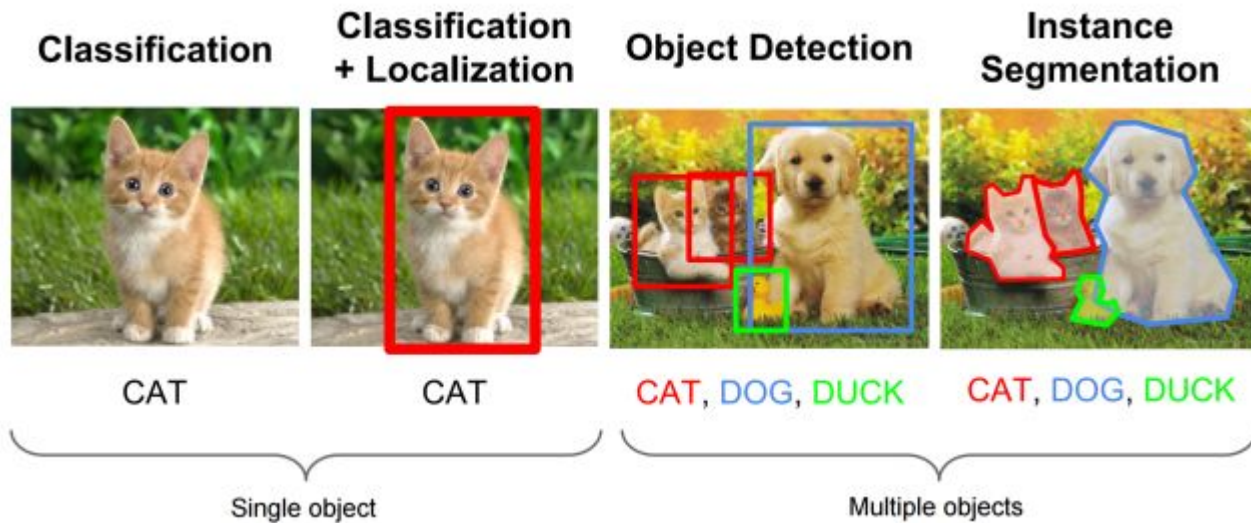 Classification
Classification
+ Localization
Object Detection
Instance
Segmentation
CAT
CAT
CAT, DOG, DUCK
CAT, DOG, DUCK
Single object
Multiple objects